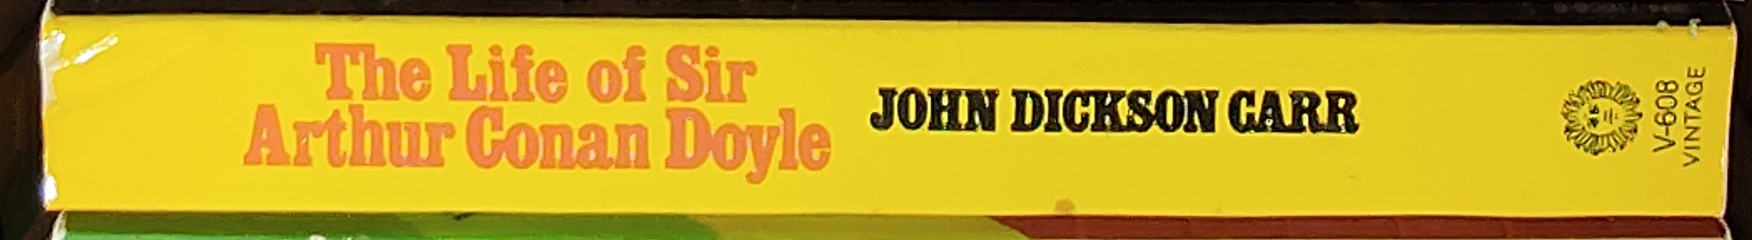 The Life of Sir
Arthur Conan Doyle
JOHN DICKSON CARR
V-608
VINTAGE